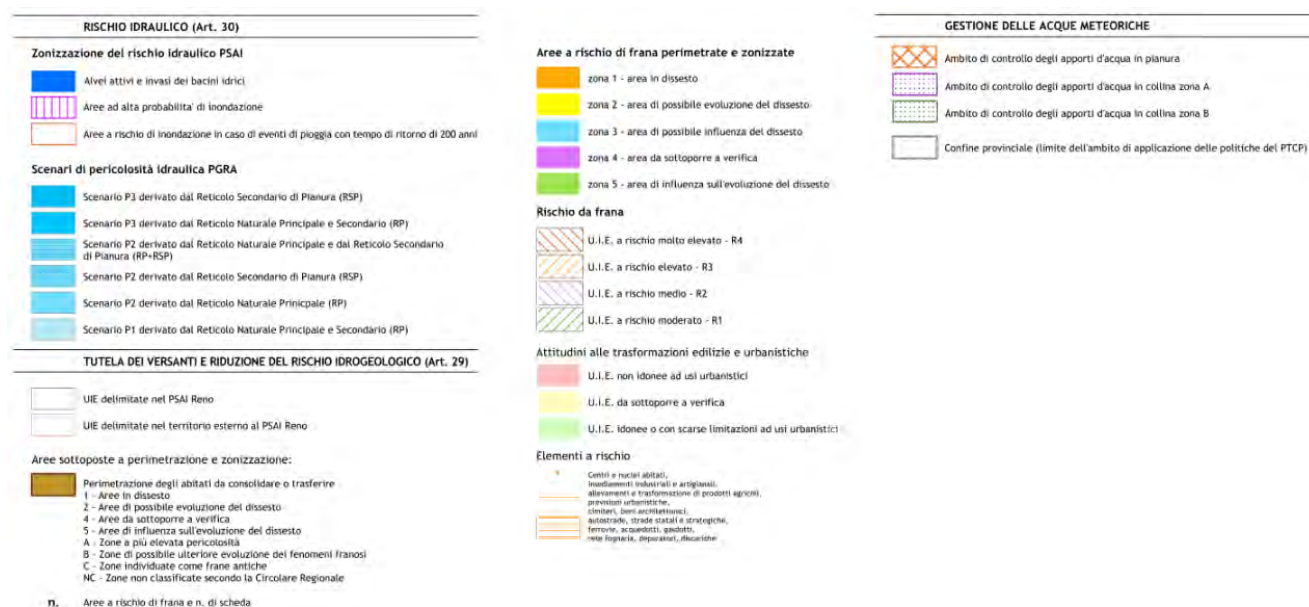 RISCHIO IDRAULICO (Art. 30)
Zonizzazione del rischio idraulico PSAI
Alvei attivi e invasi dei bacini idrici
Aree ad alta probabilita' di inondazione
Aree a rischio di inondazione in caso di eventi di pioggia con tempo di ritorno di 200 anni
Scenari di pericolosità idraulica PGRA
Scenario P3 derivato dal Reticolo Secondario di Pianura (RSP)
Scenario P3 derivato dal Reticolo Naturale Principale e Secondario (RP)
Scenario P2 derivato dal Reticolo Naturale Principale e dal Reticolo Secondario
di Pianura (RP+RSP)
Scenario P2 derivato dal Reticolo Secondario di Pianura (RSP)
Scenario P2 derivato dal Reticolo Naturale Prinicpale (RP)
Scenario P1 derivato dal Reticolo Naturale Principale e Secondario (RP)
TUTELA DEI VERSANTI E RIDUZIONE DEL RISCHIO IDROGEOLOGICO (Art. 29)
UIE delimitate nel PSAI Reno
UIE delimitate nel territorio esterno al PSAI Reno
Aree sottoposte a perimetrazione e zonizzazione:
Perimetrazione degli abitati da consolidare o trasferire
1 - Aree in dissesto
2 - Aree di possibile evoluzione del dissesto
4 - Aree da sottoporre a verifica
5 - Aree di influenza sull'evoluzione del dissesto
A - Zone a più elevata pericolosità
B - Zone di possibile ulteriore evoluzione dei fenomeni franosi
C - Zone individuate come frane antiche
NC - Zone non classificate secondo la Circolare Regionale
n. Aree a rischio di frana e n. di scheda
Aree a rischio di frana perimetrate e zonizzate
zona 1 - area in dissesto
zona 2 - area di possibile evoluzione del dissesto
zona 3 - area di possibile influenza del dissesto
zona 4 - area da sottoporre a verifica
zona 5 - area di influenza sull'evoluzione del dissesto
Rischio da frana
U.I.E. a rischio molto elevato - R4
U.I.E. a rischio elevato - R3
U.I.E. a rischio medio - R2
U.I.E. a rischio moderato - R1
Attitudini alle trasformazioni edilizie e urbanistiche
U.I.E. non idonee ad usi urbanistici
U.I.E. da sottoporre a verifica
U.I.E. idonee o con scarse limitazioni ad usi urbanistici
Elementi a rischio
Centri e nuclei abitati,
insediamenti industriali e artigianali,
allevamenti e trasformazione di prodotti agricoli,
previsioni urbanistiche,
cimiteri, beni architettonici,
autostrade, strade statali e strategiche,
ferrovie, acquedotti, gasdotti,
rete fognaria, depuratori, discariche
GESTIONE DELLE ACQUE METEORICHE
Ambito di controllo degli apporti d'acqua in pianura
Ambito di controllo degli apporti d'acqua in collina zona A
Ambito di controllo degli apporti d'acqua in collina zona B
Confine provinciale (limite dell'ambito di applicazione delle politiche del PTCP)